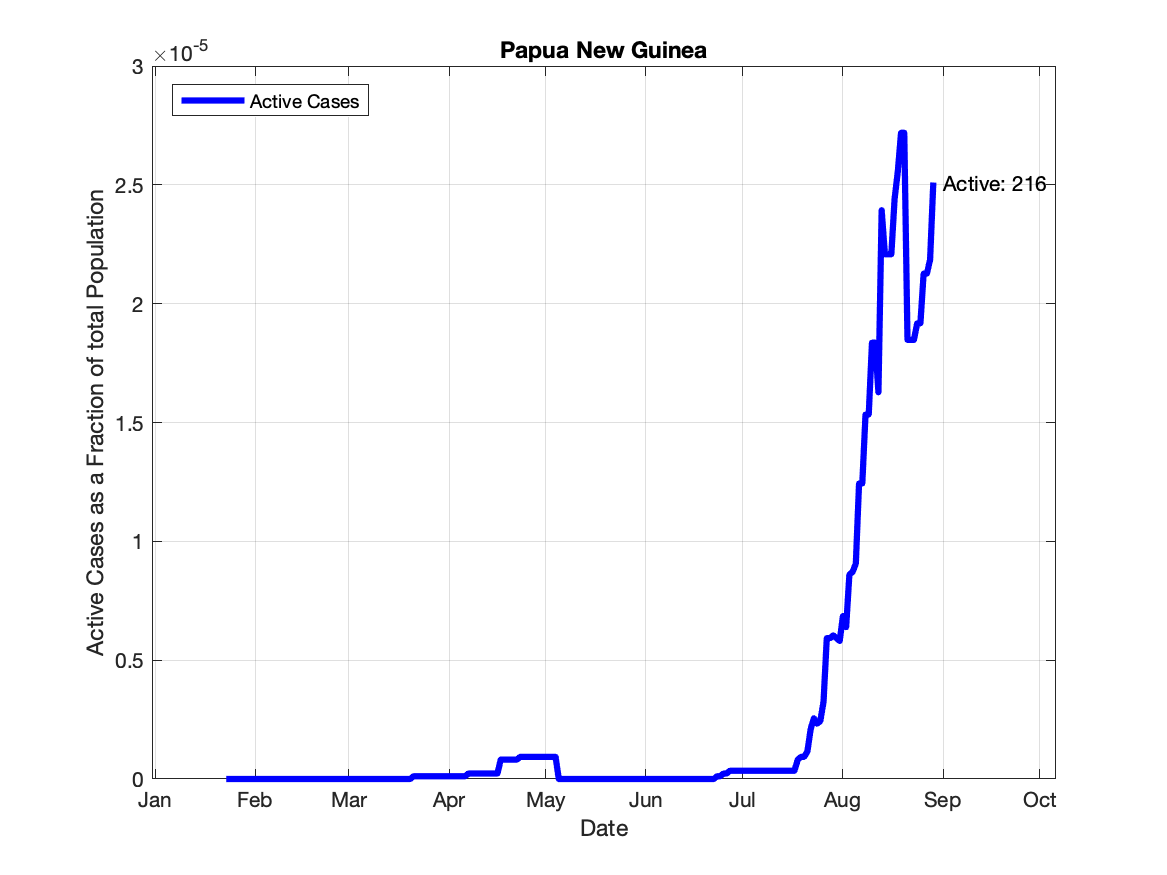 Papua New Guinea
×10-5
Active Cases
Active: 216
3
2.5
2
1.5
1
0.5
0
Active Cases as a Fraction of total Population
Jan Feb Mar Apr May Jun Jul Aug Sep Oct
Date